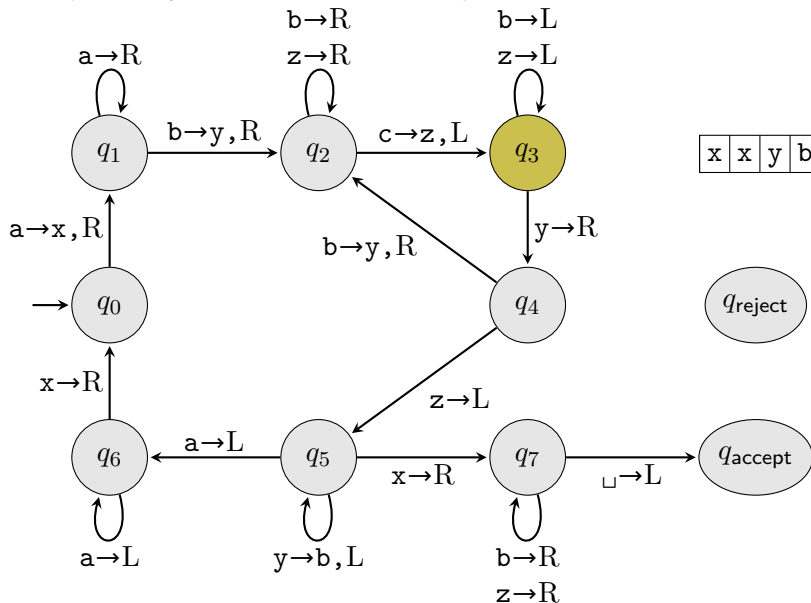 b→R
b→L
a→R
z→R
z→L
q1
b→y,R
q2
c→z,L
q3
x x y b
a→x,R
b→y,R
y→R
q0
q4
qreject
x→R
z→L
q6
a→L
q5
x→R
q7
␣→L
qaccept
a→L
y→b,L
b→R
z→R